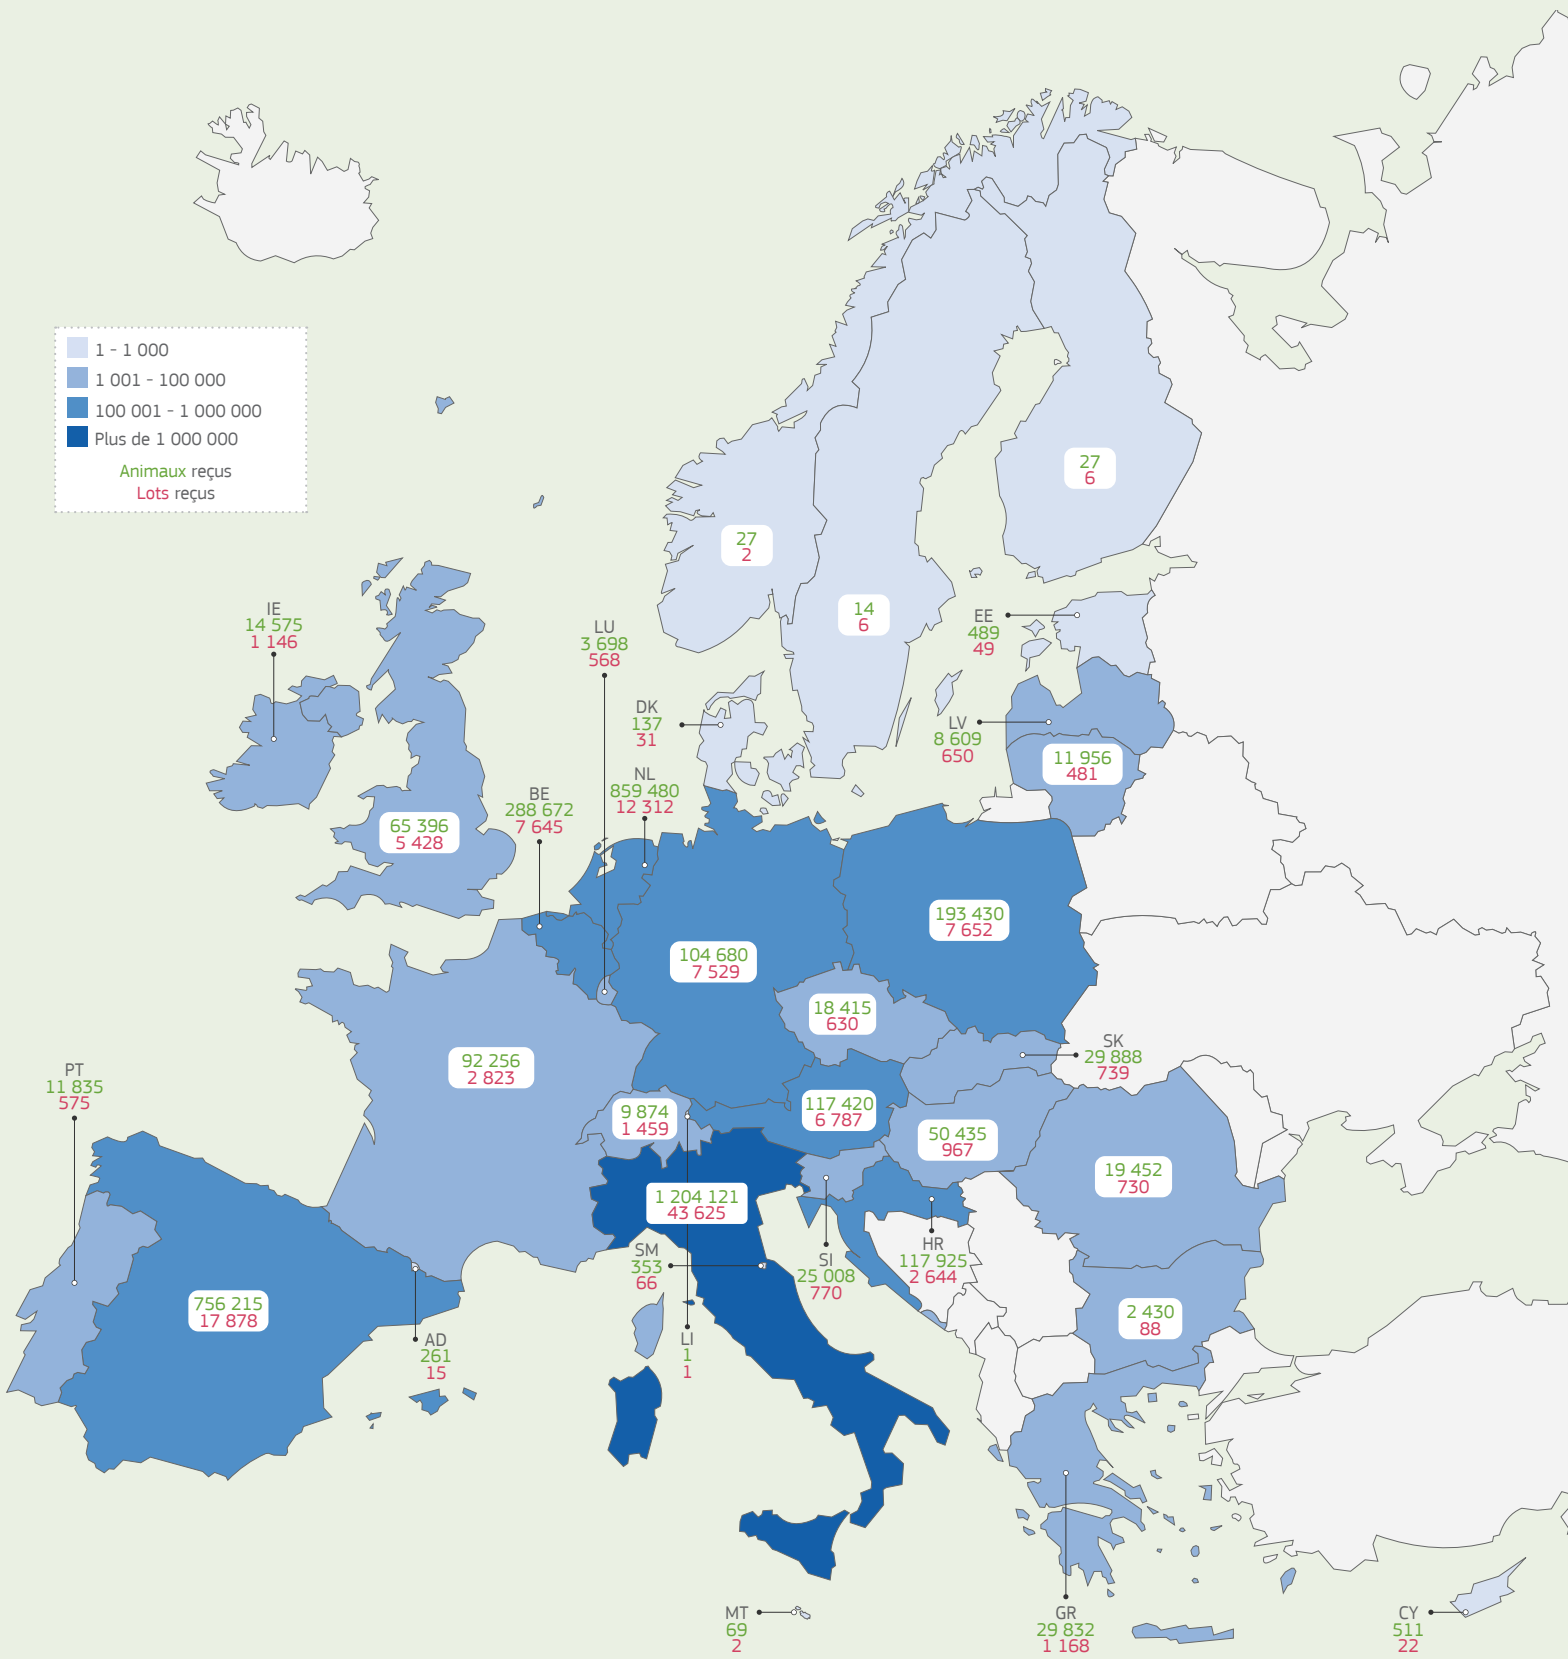 1 - 1 000
1 001 - 100 000
100 001 - 1 000 000
Plus de 1 000 000
Animaux reçus
Lots reçus
27
6
27
2
14
6
IE
14 575
1 146
LU
3 698
568
EE
489
49
DK
137
31
LV
8 609
650
11 956
481
NL
859 480
12 312
BE
288 672
7 645
65 396
5 428
193 430
7 652
104 680
7 529
18 415
630
SK
29 888
739
92 256
2 823
PT
11 835
575
9 874
1 459
117 420
6 787
50 435
967
19 452
730
1 204 121
43 625
SM
353
66
SI
25 008
770
HR
117 925
2 644
756 215
17 878
2 430
88
AD
261
15
LI
1
1
MT
69
2
GR
29 832
1 168
CY
511
22